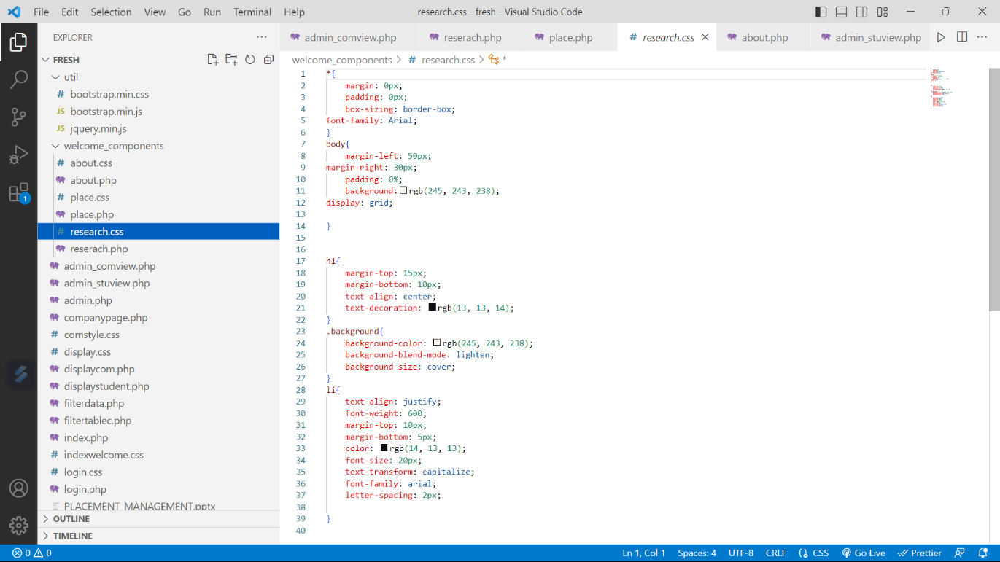 File Edit Selection View Go Run Terminal Help research.css - fresh - Visual Studio Code
EXPLORER
admin_comview.php reserach.php place.php # research.css about.php admin_stuview.php
FRESH
welcome_components > # research.css > *
util
# bootstrap.min.css
JS bootstrap.min.js
JS jquery.min.js
welcome_components
# about.css
about.php
# place.css
place.php
# research.css
reserach.php
admin_comview.php
admin_stuview.php
admin.php
companypage.php
# comstyle.css
# display.css
displaycom.php
displaystudent.php
filterdata.php
filtertablec.php
index.php
# indexwelcome.css
# login.css
login.php
PLACEMENT_MANAGEMENT.pptx
OUTLINE
TIMELINE
1
1 *{
2 margin: 0px;
3 padding: 0px;
4 box-sizing: border-box;
5 font-family: Arial;
6 }
7 body{
8 margin-left: 50px;
9 margin-right: 30px;
10 padding: 0%;
11 background: rgb(245, 243, 238);
12 display: grid;
13
14 }
15
16
17 h1{
18 margin-top: 15px;
19 margin-bottom: 10px;
20 text-align: center;
21 text-decoration: rgb(13, 13, 14);
22 }
23 .background{
24 background-color: rgb(245, 243, 238);
25 background-blend-mode: lighten;
26 background-size: cover;
27 }
28 li{
29 text-align: justify;
30 font-weight: 600;
31 margin-top: 10px;
32 margin-bottom: 5px;
33 color: rgb(14, 13, 13);
34 font-size: 20px;
35 text-transform: capitalize;
36 font-family: arial;
37 letter-spacing: 2px;
38
39 }
40
0 0 Ln 1, Col 1 Spaces: 4 UTF-8 CRLF {} CSS Go Live Prettier